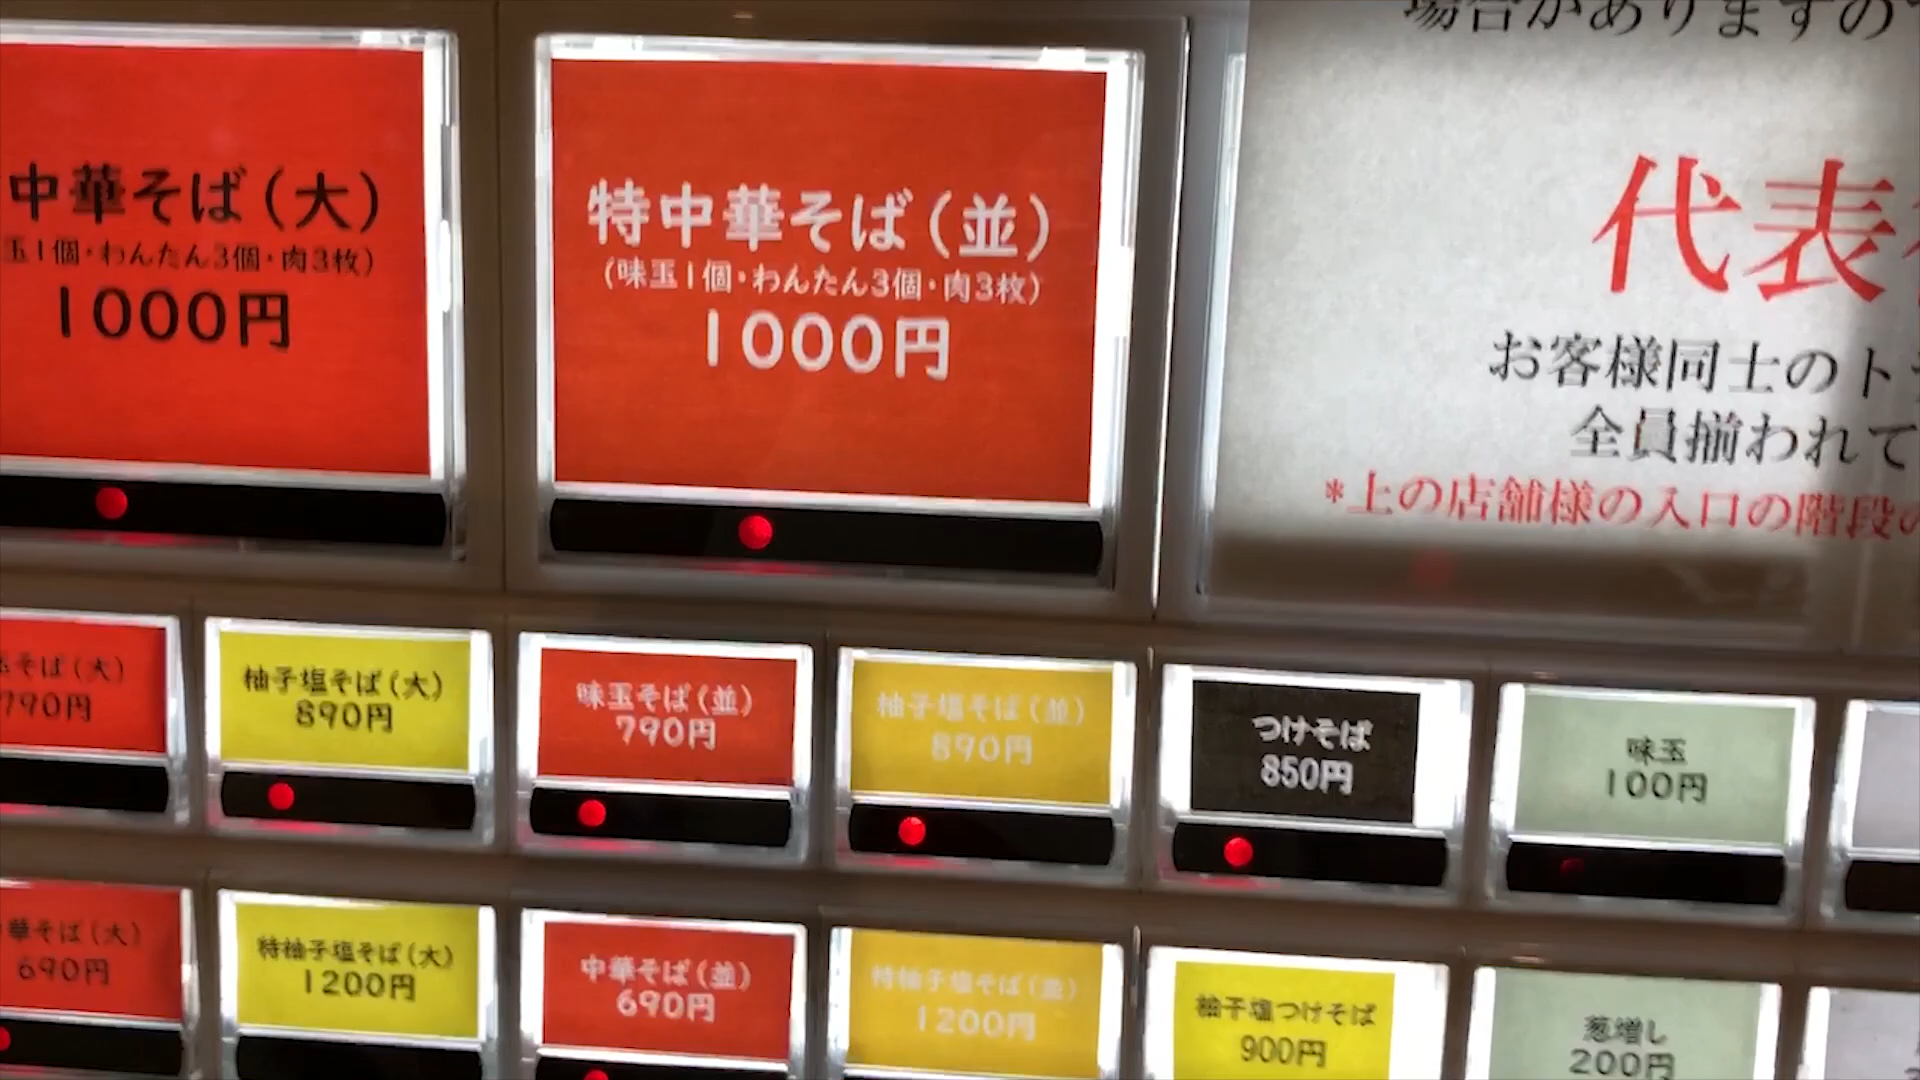 場合がありますの
中華そば（大）
玉1個・わんたん3個・肉3枚）
1000円
特中華そば（並）
（味玉1個・わんたん3個・肉3枚）
1000円
代表
お客様同士のト
全員揃われて
*上の店舗様の入口の階段の
玉そば（大）
790円
柚子塩そば（大）
890円
味玉そば（並）
790円
柚子塩そば（並）
890円
つけそば
850円
味玉
100円
華そば（大）
690円
特柚子塩そば（大）
1200円
中華そば（並）
690円
特柚子塩そば（並）
1200円
柚子塩つけそば
900円
葱増し
200円